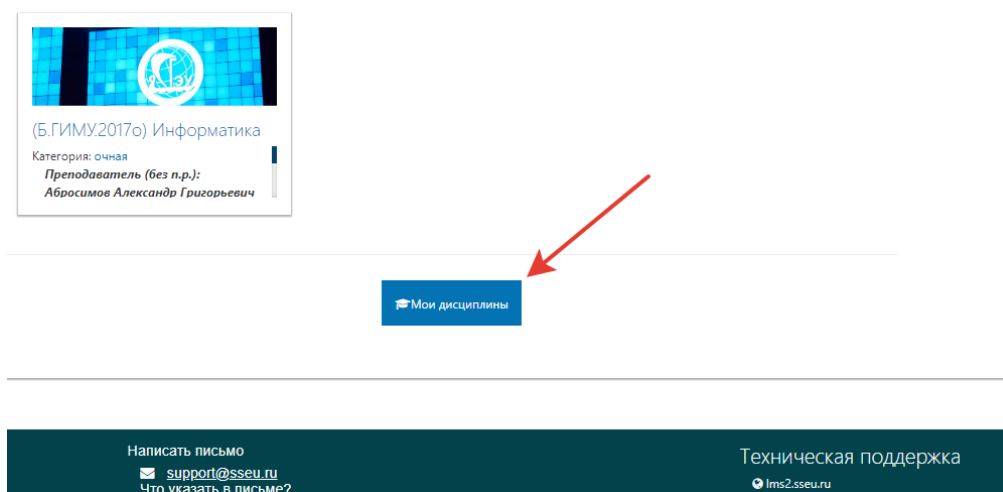 (Б.ГИМУ.2017о) Информатика
Категория: очная
Преподаватель (без п.р.):
Абросимов Александр Григорьевич
Мои дисциплины
Написать письмо
support@sseu.ru
Что указать в письме?
Техническая поддержка
lms2.sseu.ru